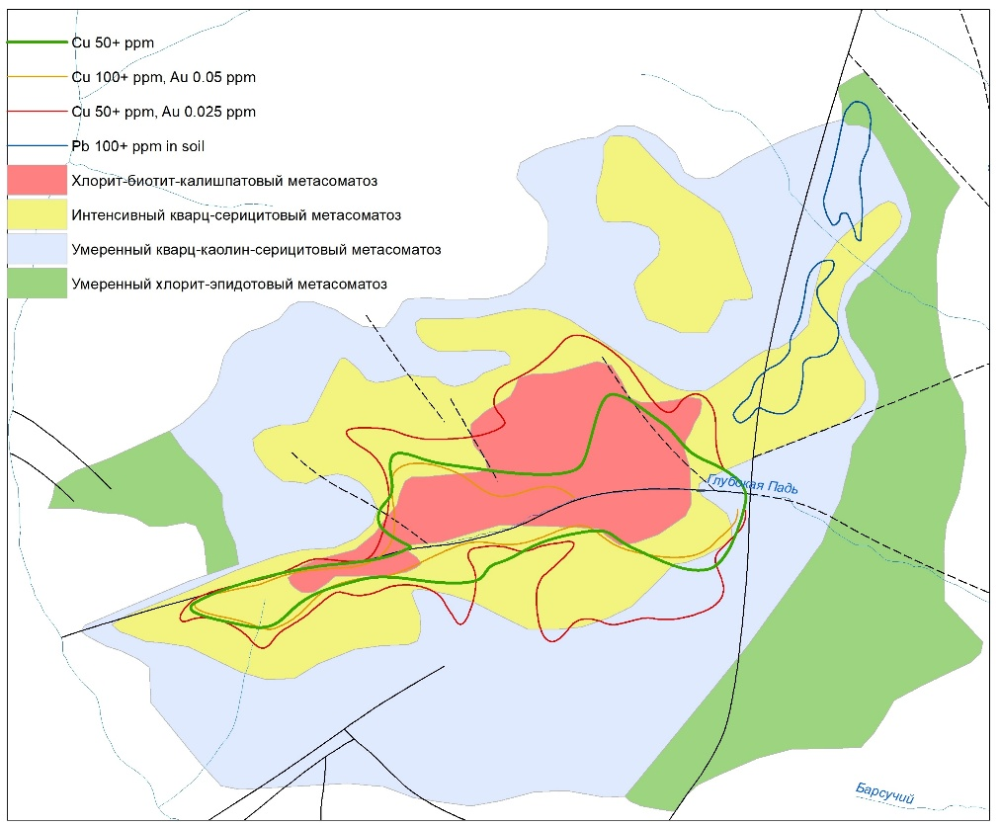 Cu 50+ ppm
Cu 100+ ppm, Au 0.05 ppm
Cu 50+ ppm, Au 0.025 ppm
Pb 100+ ppm in soil
Хлорит-биотит-калишпатовый метасоматоз
Интенсивный кварц-серицитовый метасоматоз
Умеренный кварц-каолин-серицитовый метасоматоз
Умеренный хлорит-эпидотовый метасоматоз
Глубокая Падь
Барсучий